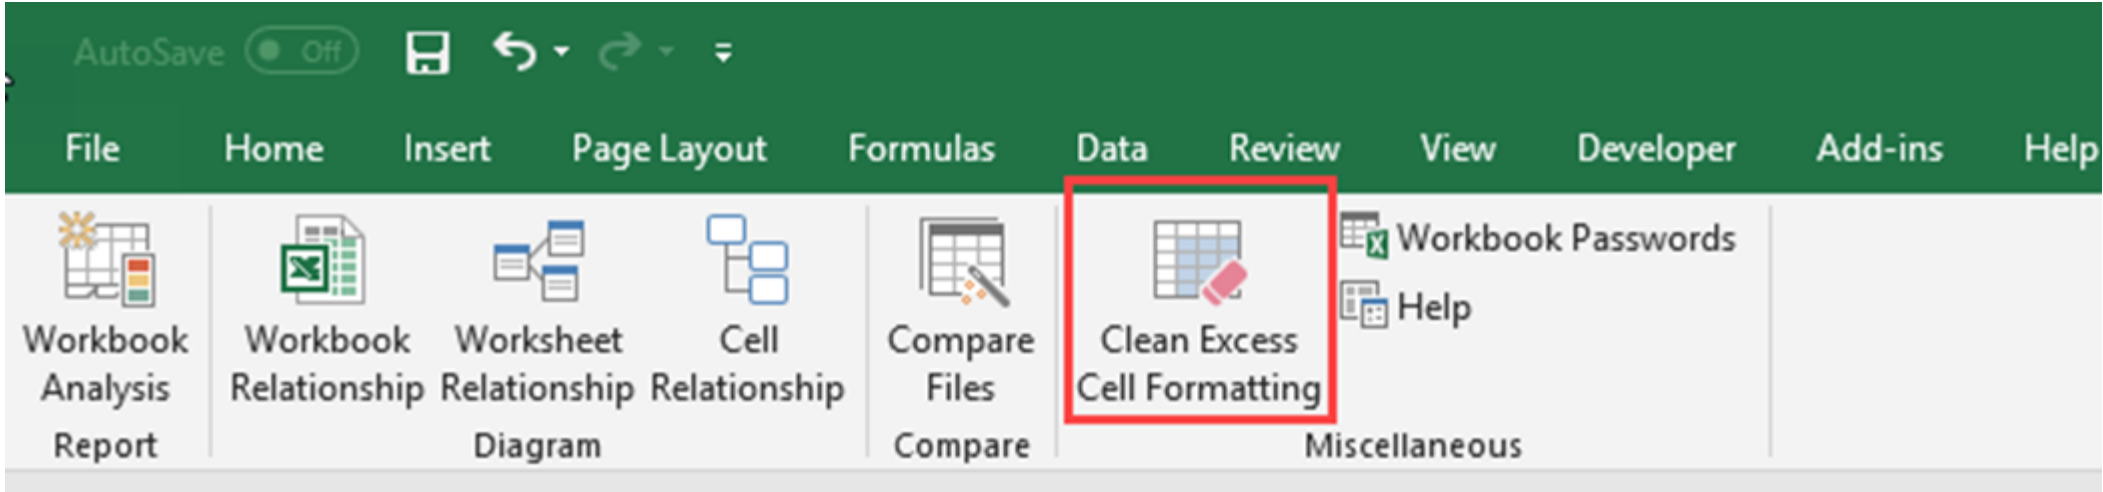 AutoSave Off
File Home Insert Page Layout Formulas Data Review View Developer Add-ins Help
Workbook
Analysis
Report
Workbook
Relationship
Worksheet
Relationship
Cell
Relationship
Diagram
Compare
Files
Compare
Clean Excess
Cell Formatting
Workbook Passwords
Help
Miscellaneous